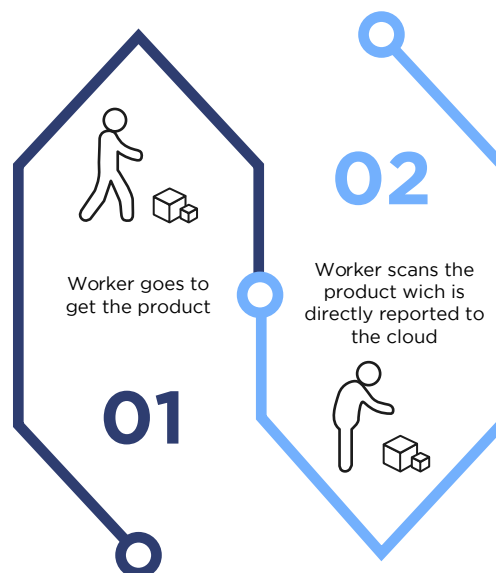 Worker goes to
get the product
01
02
Worker scans the
product wich is
directly reported to
the cloud